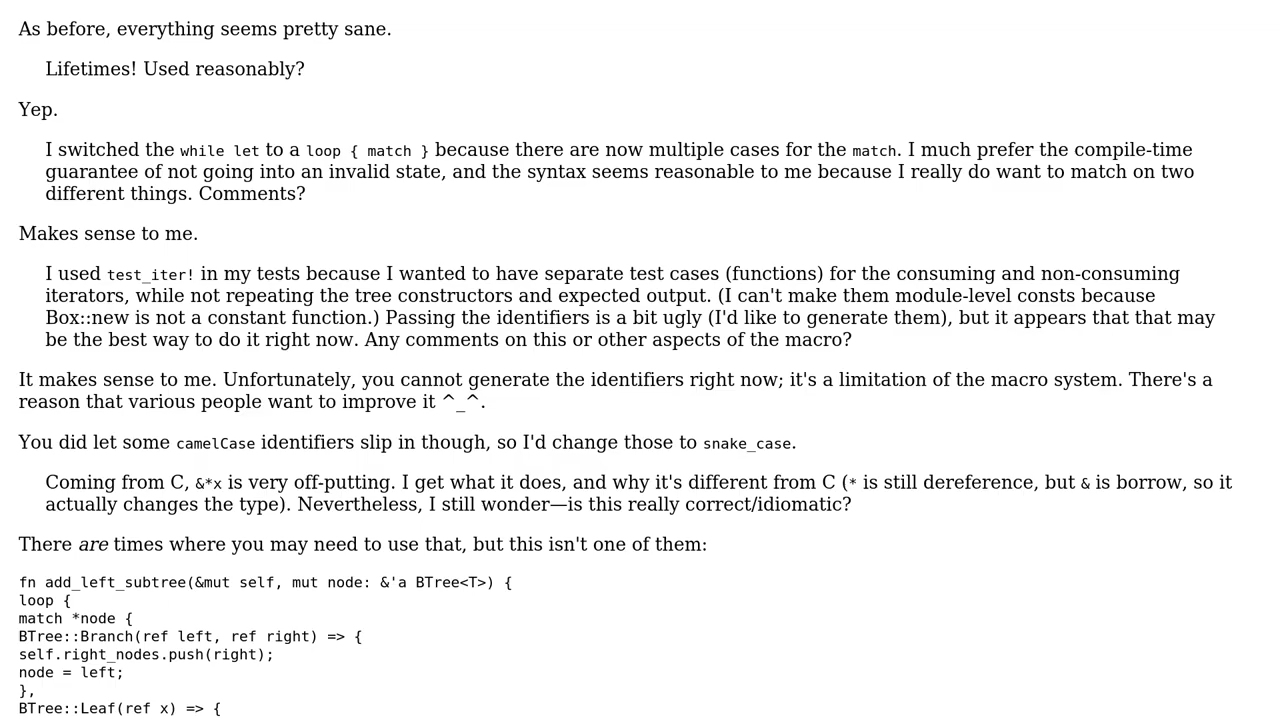 As before, everything seems pretty sane.
Lifetimes! Used reasonably?
Yep.
I switched the while let to a loop { match } because there are now multiple cases for the match. I much prefer the compile-time
guarantee of not going into an invalid state, and the syntax seems reasonable to me because I really do want to match on two
different things. Comments?
Makes sense to me.
I used test_iter! in my tests because I wanted to have separate test cases (functions) for the consuming and non-consuming
iterators, while not repeating the tree constructors and expected output. (I can't make them module-level consts because
Box::new is not a constant function.) Passing the identifiers is a bit ugly (I'd like to generate them), but it appears that that may
be the best way to do it right now. Any comments on this or other aspects of the macro?
It makes sense to me. Unfortunately, you cannot generate the identifiers right now; it's a limitation of the macro system. There's a
reason that various people want to improve it ^_^.
You did let some camelCase identifiers slip in though, so I'd change those to snake_case.
Coming from C, &*x is very off-putting. I get what it does, and why it's different from C (* is still dereference, but & is borrow, so it
actually changes the type). Nevertheless, I still wonder—is this really correct/idiomatic?
There are times where you may need to use that, but this isn't one of them:
fn add_left_subtree(&mut self, mut node: &'a BTree<T>) {
loop {
match *node {
BTree::Branch(ref left, ref right) => {
self.right_nodes.push(right);
node = left;
},
BTree::Leaf(ref x) => {